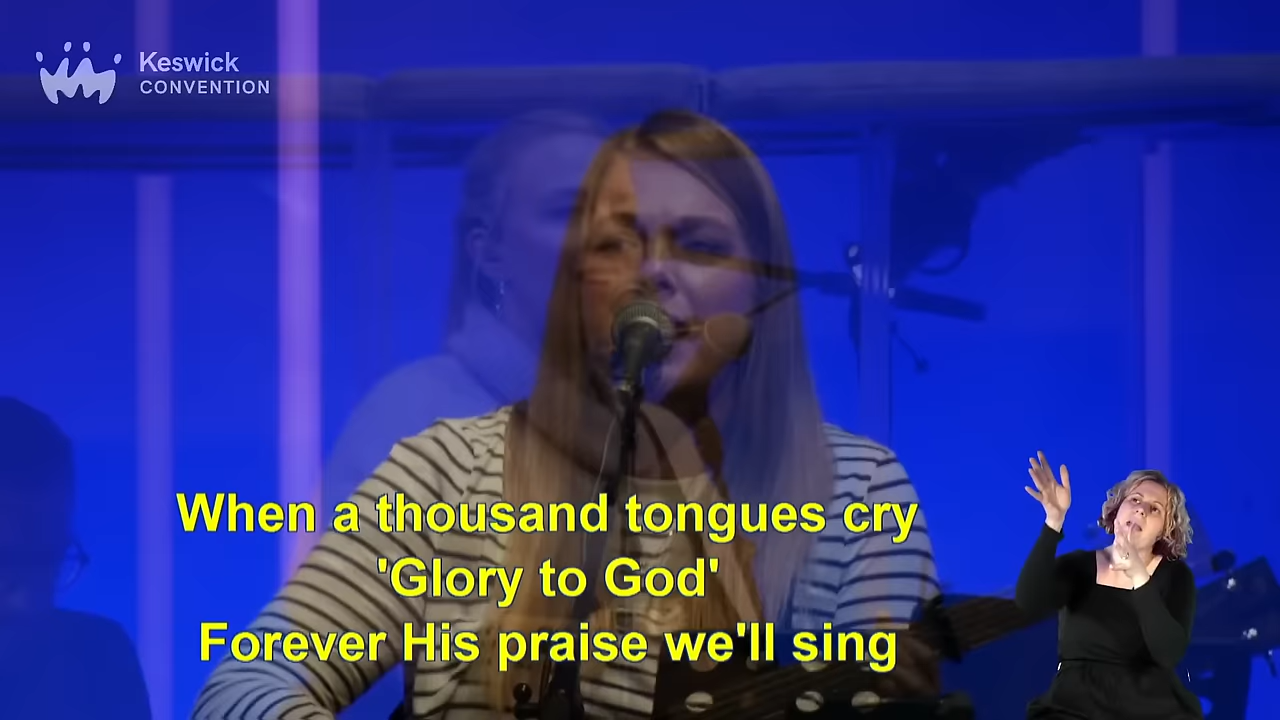 Keswick
CONVENTION
When a thousand tongues cry
'Glory to God'
Forever His praise we'll sing